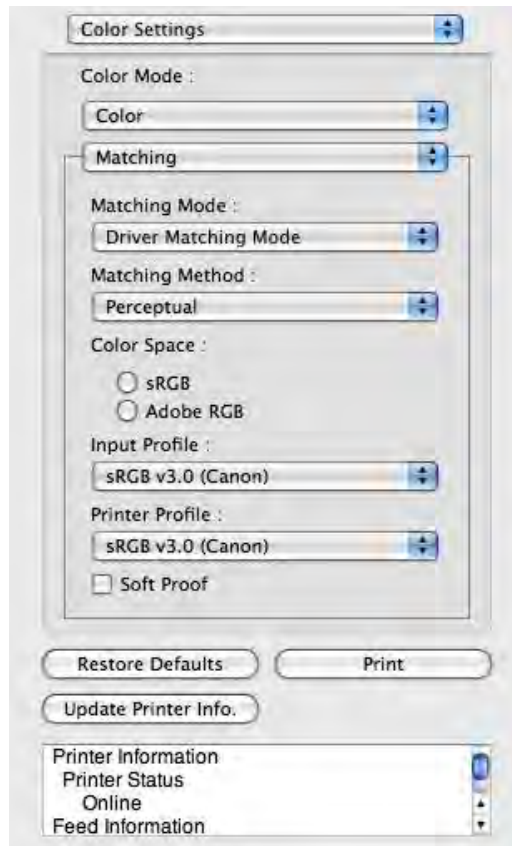 Color Settings
Color Mode :
Color
Matching
Matching Mode :
Driver Matching Mode
Matching Method :
Perceptual
Color Space :
sRGB
Adobe RGB
Input Profile :
sRGB v3.0 (Canon)
Printer Profile :
sRGB v3.0 (Canon)
Soft Proof
Restore Defaults
Print
Update Printer Info.
Printer Information
Printer Status
Online
Feed Information